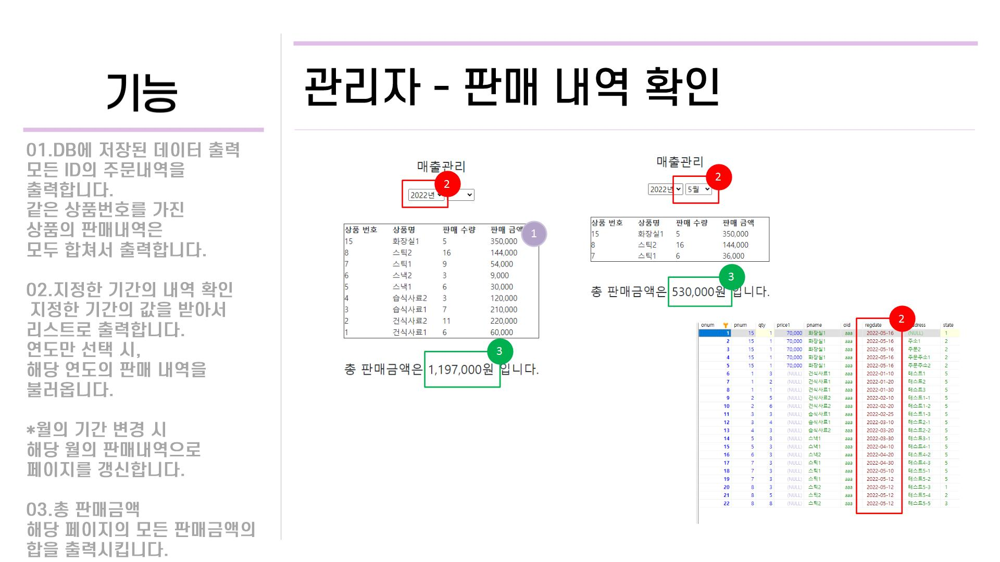 기능
01.DB에 저장된 데이터 출력
모든 ID의 주문내역을
출력합니다.
같은 상품번호를 가진
상품의 판매내역은
모두 합쳐서 출력합니다.
02.지정한 기간의 내역 확인
지정한 기간의 값을 받아서
리스트로 출력합니다.
연도만 선택 시,
해당 연도의 판매 내역을
불러옵니다.
*월의 기간 변경 시
해당 월의 판매내역으로
페이지를 갱신합니다.
03.총 판매금액
해당 페이지의 모든 판매금액의
합을 출력시킵니다.
관리자 - 판매 내역 확인
매출관리
2
2022년
상품 번호 상품명 판매 수량 판매 금액
1
15 화장실1 5 350,000
8 스틱2 16 144,000
7 스틱1 9 54,000
6 스낵2 3 9,000
5 스낵1 6 30,000
4 습식사료2 3 120,000
3 습식사료1 7 210,000
2 건식사료2 11 220,000
1 건식사료1 6 60,000
3
총 판매금액은 1,197,000원 입니다.
매출관리
2
2022년 5월
상품 번호 상품명 판매 수량 판매 금액
15 화장실1 5 350,000
8 스틱2 16 144,000
7 스틱1 6 36,000
3
총 판매금액은 530,000원 입니다.
2
onum pnum qty price1 pname oid regdate dress state
1 15 1 70,000 화장실1 aaa 2022-05-16 (NULL) 1
2 15 1 70,000 화장실1 aaa 2022-05-16 주소1 2
3 15 1 70,000 화장실1 aaa 2022-05-16 주문2 2
4 15 1 70,000 화장실1 aaa 2022-05-16 주문주소1 2
5 15 1 70,000 화장실1 aaa 2022-05-16 주문주소2 2
6 1 3 (NULL) 건식사료1 aaa 2022-01-10 테스트1 5
7 1 2 (NULL) 건식사료1 aaa 2022-01-20 테스트2 5
8 1 1 (NULL) 건식사료1 aaa 2022-01-30 테스트3 5
9 2 5 (NULL) 건식사료2 aaa 2022-02-10 테스트1-1 5
10 2 6 (NULL) 건식사료2 aaa 2022-02-20 테스트1-2 5
11 3 3 (NULL) 습식사료1 aaa 2022-02-25 테스트1-3 5
12 3 4 (NULL) 습식사료1 aaa 2022-03-10 테스트2-1 5
13 4 3 (NULL) 습식사료2 aaa 2022-03-20 테스트2-2 5
14 5 3 (NULL) 스낵1 aaa 2022-03-30 테스트3-1 5
15 5 3 (NULL) 스낵1 aaa 2022-04-10 테스트4-1 5
16 6 3 (NULL) 스낵2 aaa 2022-04-20 테스트4-2 5
17 7 3 (NULL) 스틱1 aaa 2022-04-30 테스트4-3 5
18 7 3 (NULL) 스틱1 aaa 2022-05-10 테스트5-1 5
19 7 3 (NULL) 스틱1 aaa 2022-05-12 테스트5-2 5
20 8 3 (NULL) 스틱2 aaa 2022-05-12 테스트5-3 1
21 8 5 (NULL) 스틱2 aaa 2022-05-12 테스트5-4 2
22 8 8 (NULL) 스틱2 aaa 2022-05-12 테스트5-5 3